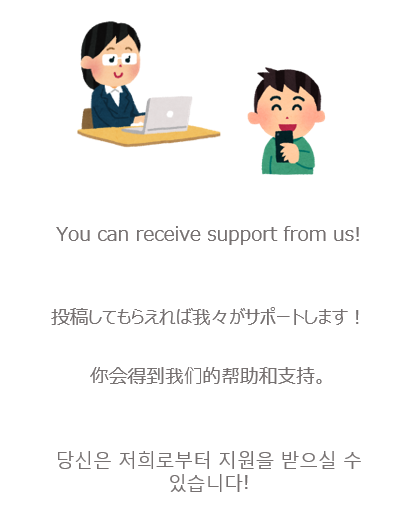 You can receive support from us!
投稿してもらえれば我々がサポートします！
你会得到我们的帮助和支持。
당신은 저희로부터 지원을 받으실 수
있습니다!